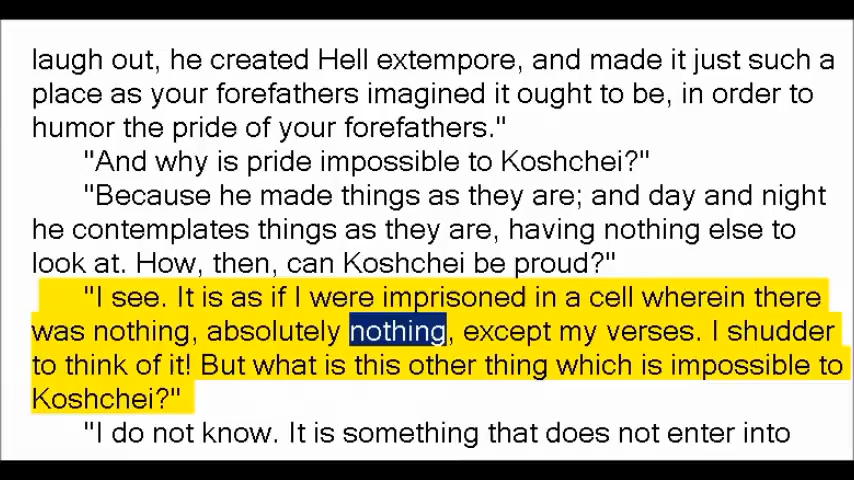 laugh out, he created Hell extempore, and made it just such a
place as your forefathers imagined it ought to be, in order to
humor the pride of your forefathers."
"And why is pride impossible to Koshchei?"
"Because he made things as they are; and day and night
he contemplates things as they are, having nothing else to
look at. How, then, can Koshchei be proud?"
"I see. It is as if I were imprisoned in a cell wherein there
was nothing, absolutely nothing, except my verses. I shudder
to think of it! But what is this other thing which is impossible to
Koshchei?"
"I do not know. It is something that does not enter into